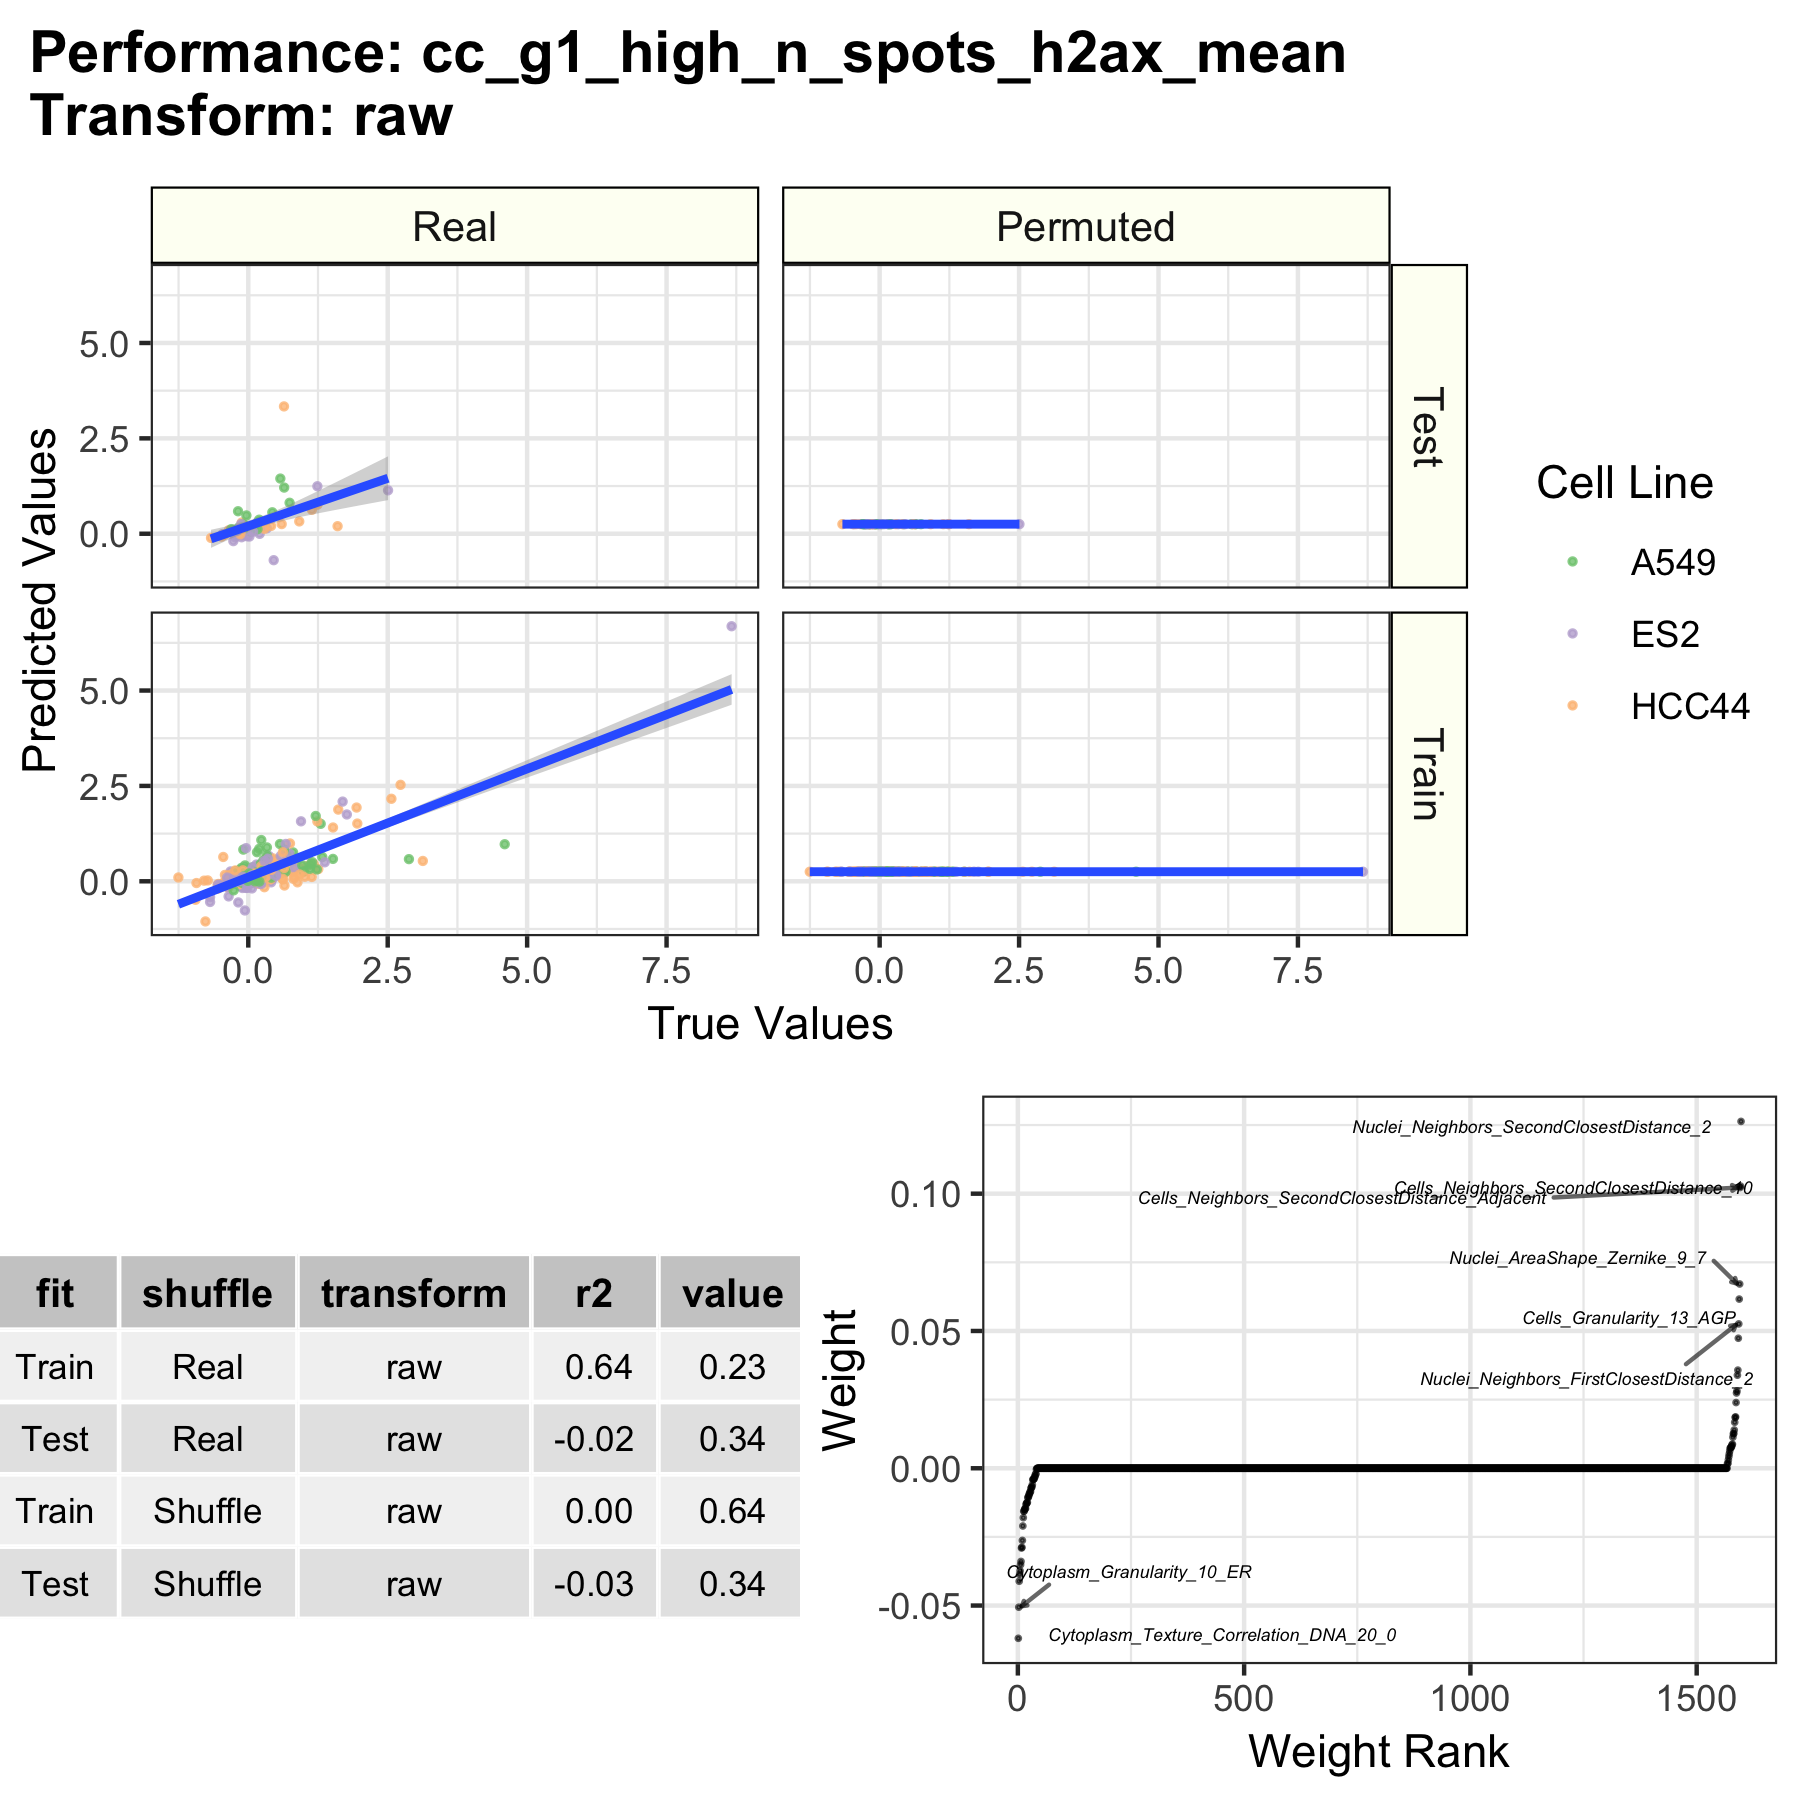 Performance: cc_g1_high_n_spots_h2ax_mean
Transform: raw
Real
Permuted
Test
Train
5.0
2.5
0.0
5.0
2.5
0.0
Predicted Values
0.0 2.5 5.0 7.5
0.0 2.5 5.0 7.5
True Values
Cell Line
A549
ES2
HCC44
fit shuffle transform r2 value
Train Real raw 0.64 0.23
Test Real raw -0.02 0.34
Train Shuffle raw 0.00 0.64
Test Shuffle raw -0.03 0.34
Weight
0.10
0.05
0.00
-0.05
Nuclei_Neighbors_SecondClosestDistance_2
Cells_Neighbors_SecondClosestDistance_10
Cells_Neighbors_SecondClosestDistance_Adjacent
Nuclei_AreaShape_Zernike_9_7
Cells_Granularity_13_AGP
Nuclei_Neighbors_FirstClosestDistance_2
Cytoplasm_Granularity_10_ER
Cytoplasm_Texture_Correlation_DNA_20_0
0 500 1000 1500
Weight Rank